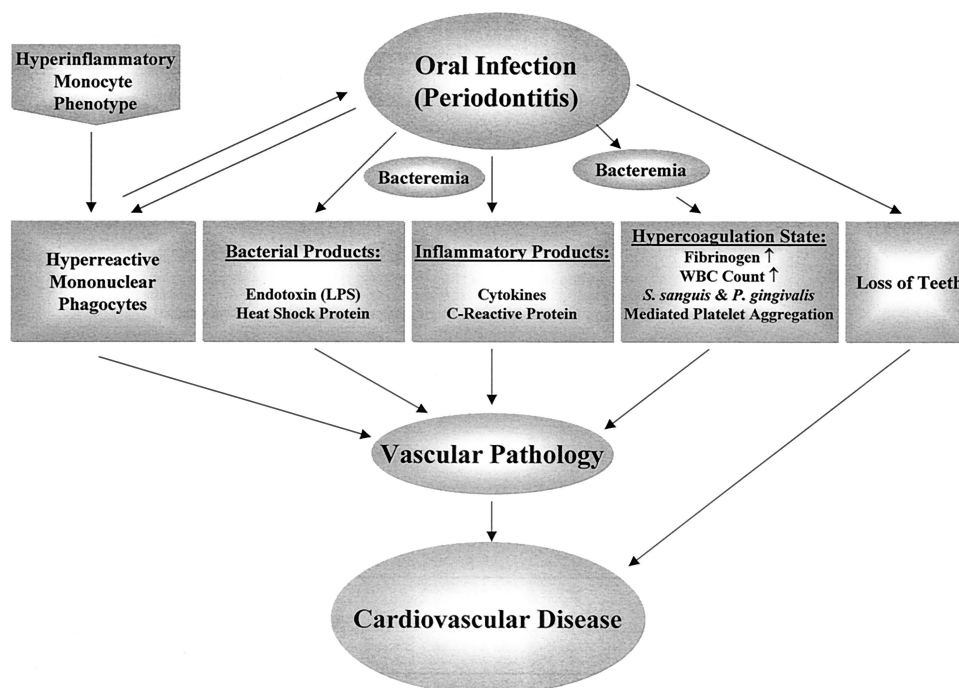 Hyperinflammatory
Monocyte
Phenotype
Oral Infection
(Periodontitis)
Bacteremia
Bacteremia
Hyperreactive
Mononuclear
Phagocytes
Bacterial Products:
Endotoxin (LPS)
Heat Shock Protein
Inflammatory Products:
Cytokines
C-Reactive Protein
Hypercoagulation State:
Fibrinogen ↑
WBC Count ↑
S. sanguis & P. gingivalis
Mediated Platelet Aggregation
Loss of Teeth
Vascular Pathology
Cardiovascular Disease